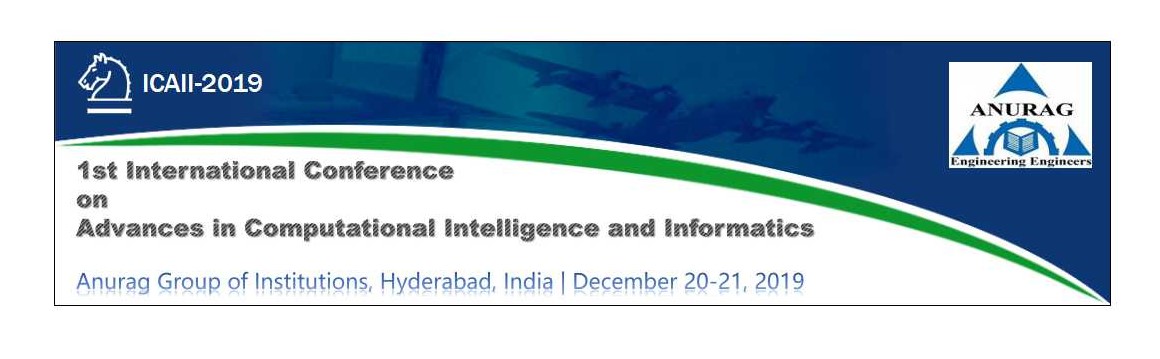 ICAII-2019
ANURAG
Engineering Engineers
1st International Conference
on
Advances in Computational Intelligence and Informatics
Anurag Group of Institutions, Hyderabad, India | December 20-21, 2019